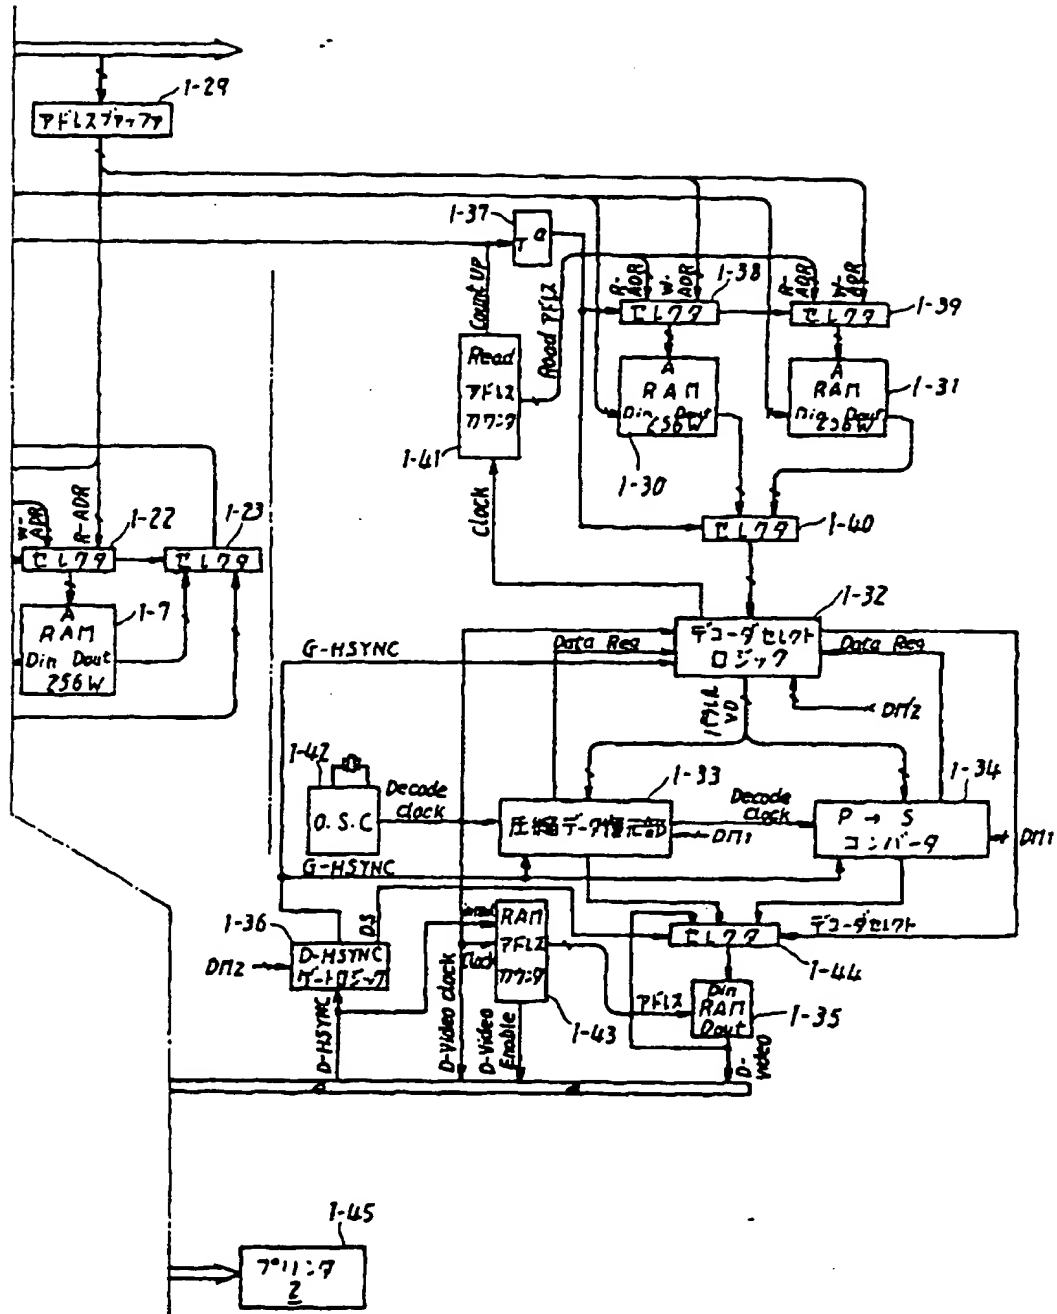 1-29
アドレスバッファ
1-37
T Q
R-ADR
W-ADR
1-38
R-ADR
W-ADR
セレクタ
セレクタ
1-39
Count UP
Read アドレス
Read
アドレス
カウンタ
1-41
A
RAM
Din Dout
256W
1-30
A
RAM
Din Dout
256W
1-31
Clock
セレクタ
1-40
W-ADR
R-ADR
1-22
1-23
セレクタ
セレクタ
A
RAM
Din Dout
256W
1-7
1-32
デコーダセレクト
ロジック
G-HSYNC
Data Req
Data Req
VD
DM2
1-42
O.S.C
Decode
Clock
1-33
圧縮データ復元部
DM1
Decode
Clock
1-34
P → S
コンバータ
DM1
G-HSYNC
1-36
D-HSYNC
ゲートロジック
DM2
DS
RAM
アドレス
カウンタ
Clock
1-43
セレクタ
デコーダセレクト
1-44
アドレス
Din
RAM
Dout
1-35
D-HSYNC
D-Video Clock
D-Video
Enable
D-Video
1-45
プリンタ
2